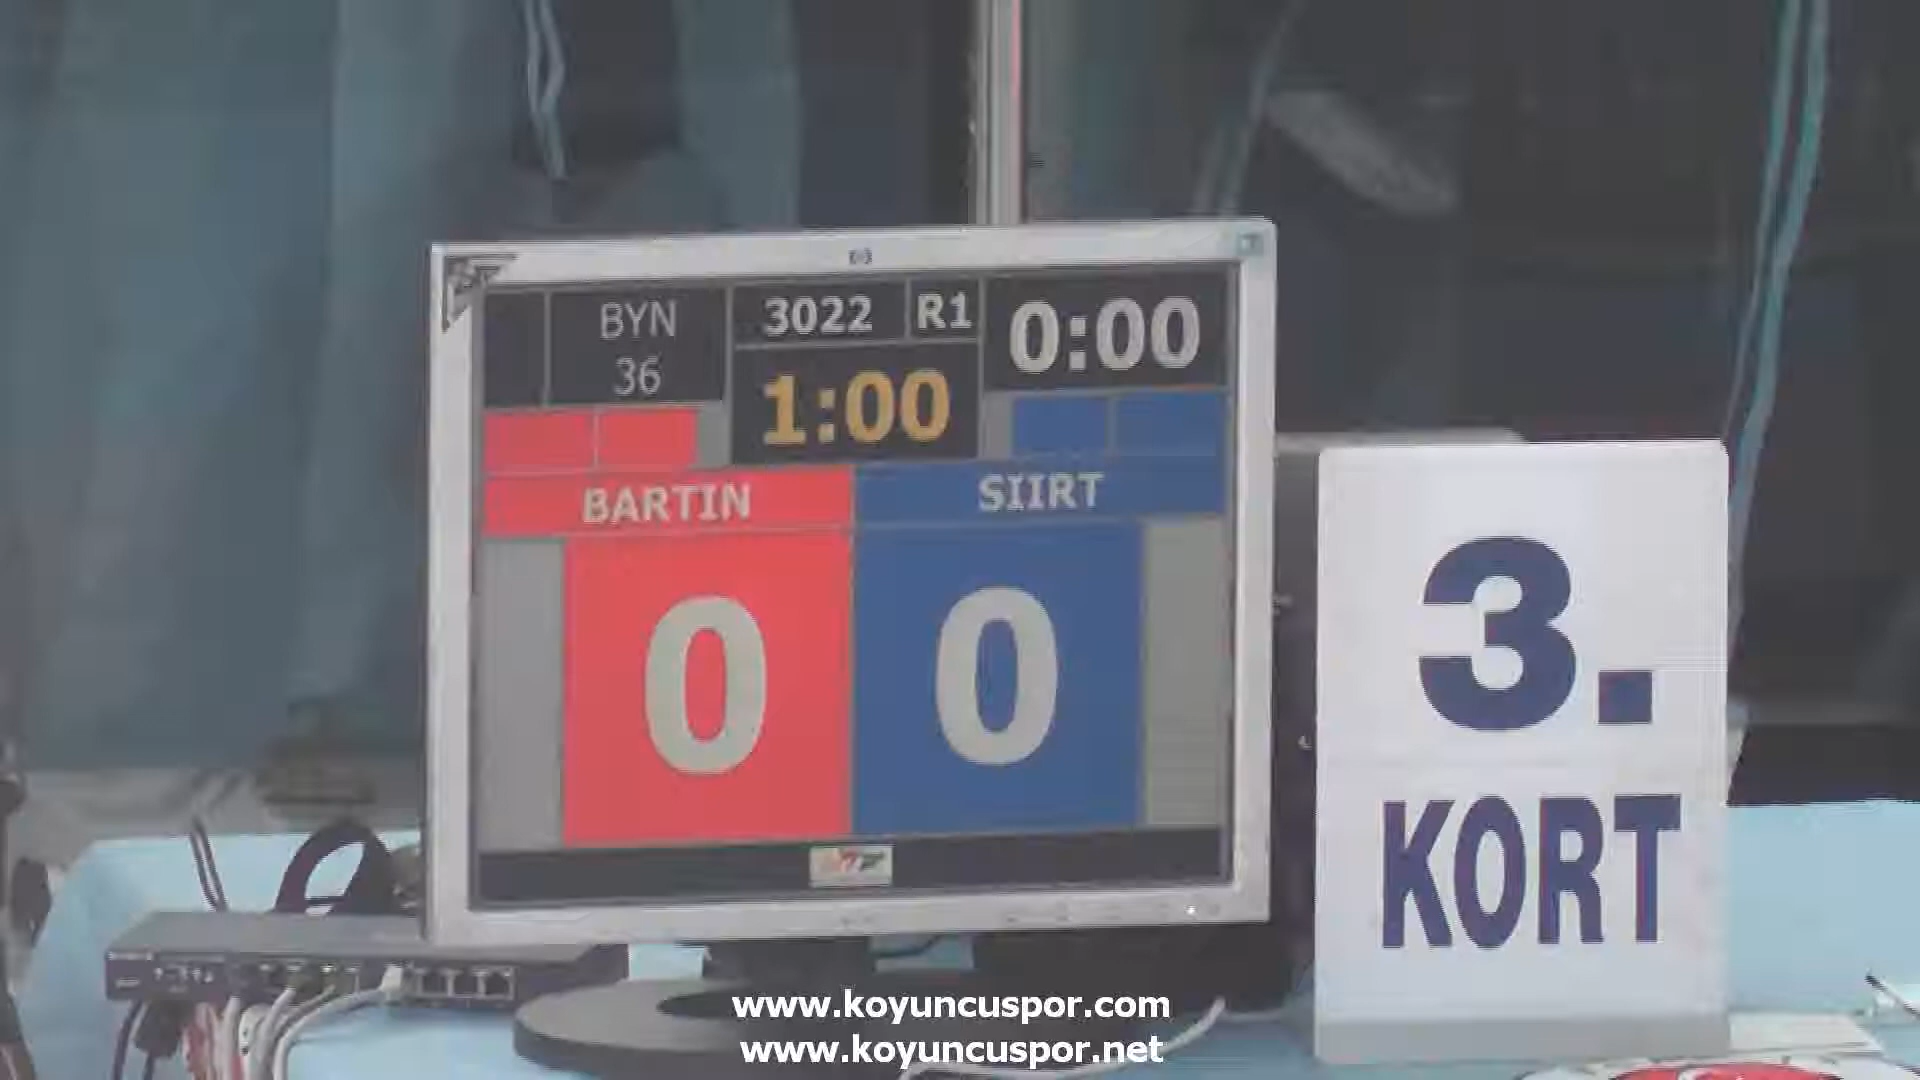 BYN
36
3022
R1
0:00
1:00
BARTIN
SIIRT
0
0
3.
KORT
www.koyuncuspor.com
www.koyuncuspor.net